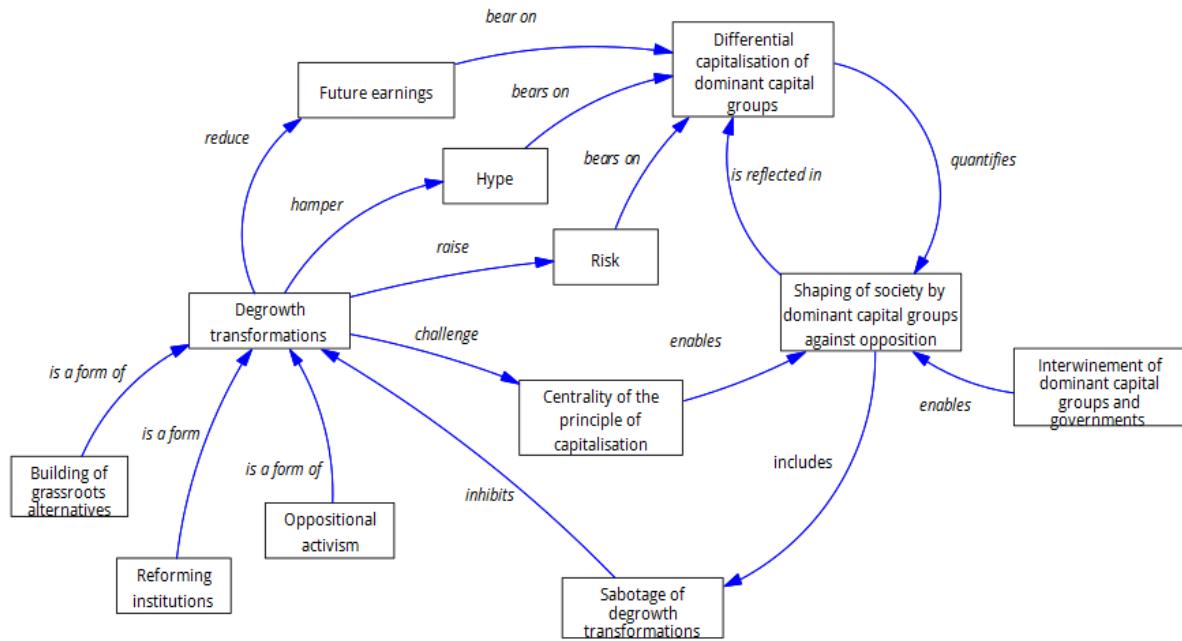 bear on
Differential
capitalisation of
dominant capital
groups
Future earnings
bears on
reduce
bears on
is reflected in
quantifies
Hype
hamper
raise
Risk
Degrowth
transformations
challenge
enables
Shaping of society by
dominant capital groups
against opposition
is a form of
Centrality of the
principle of
capitalisation
enables
Interwinement of
dominant capital
groups and
governments
is a form
is a form of
inhibits
includes
Building of
grassroots
alternatives
Oppositional
activism
Reforming
institutions
Sabotage of
degrowth
transformations